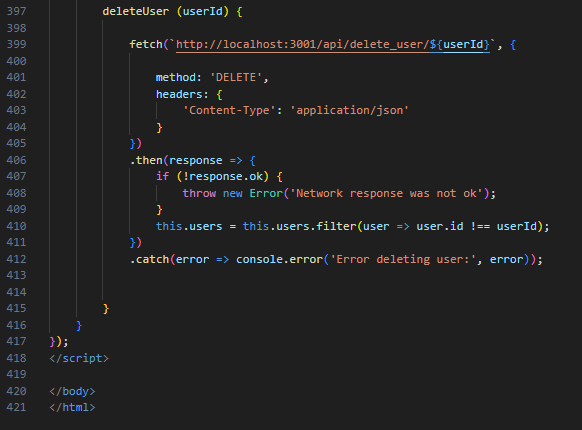 397 deleteUser (userId) {
398
399 fetch(`http://localhost:3001/api/delete_user/${userId}`, {
400
401 method: 'DELETE',
402 headers: {
403 'Content-Type': 'application/json'
404 }
405 })
406 .then(response => {
407 if (!response.ok) {
408 throw new Error('Network response was not ok');
409 }
410 this.users = this.users.filter(user => user.id !== userId);
411 })
412 .catch(error => console.error('Error deleting user:', error));
413
414
415 }
416 }
417 });
418 </script>
419
420 </body>
421 </html>